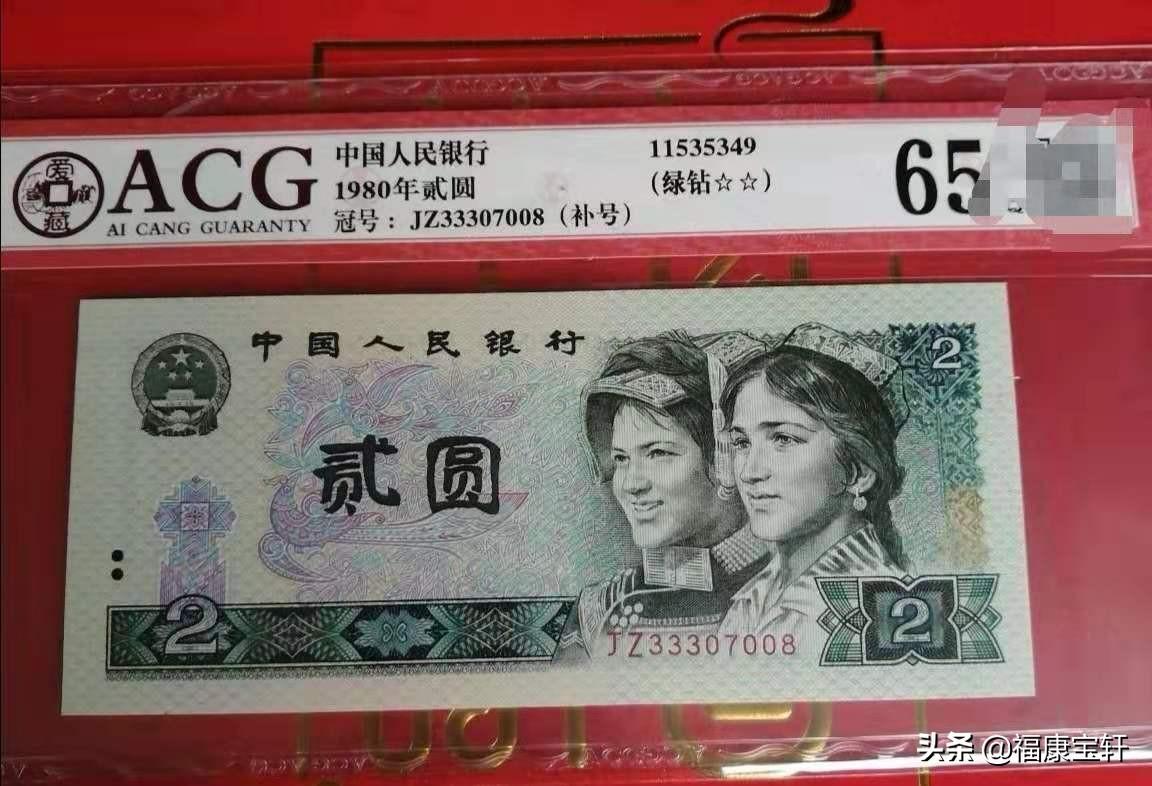 爱
藏
ACG
AI CANG GUARANTY
中国人民银行
1980年贰圆
冠号：JZ33307008（补号）
11535349
（绿钻☆☆）
65
中国人民银行
贰圆
2
2
2
JZ33307008
头条 @福康宝轩